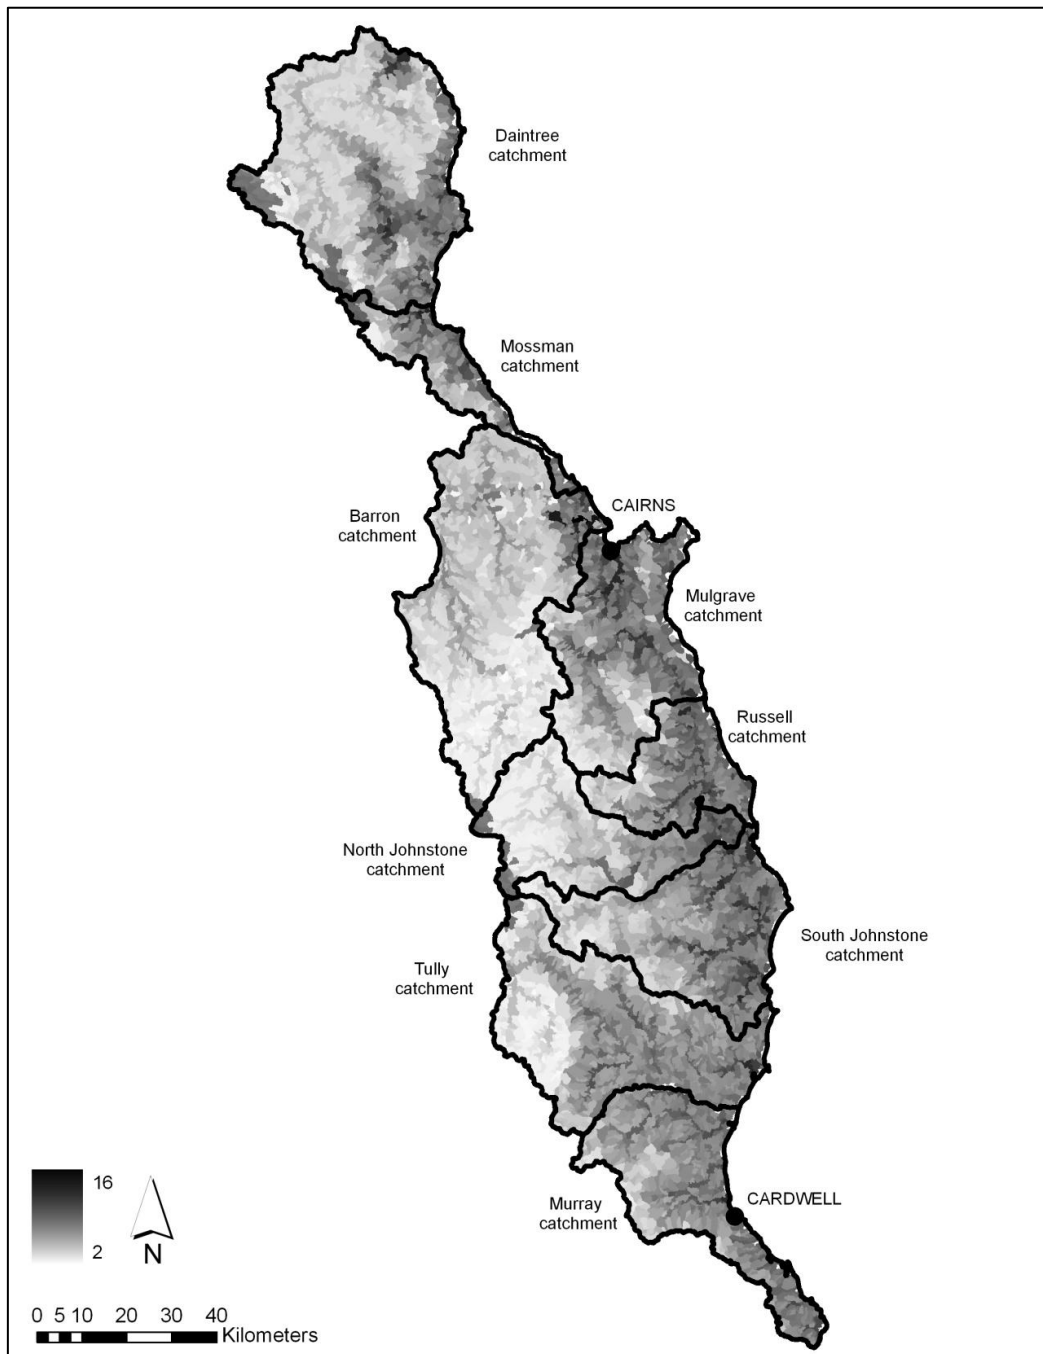 Daintree
catchment
Mossman
catchment
CAIRNS
Barron
catchment
Mulgrave
catchment
Russell
catchment
North Johnstone
catchment
South Johnstone
catchment
Tully
catchment
16
2
N
Murray
catchment
CARDWELL
0 5 10 20 30 40
Kilometers